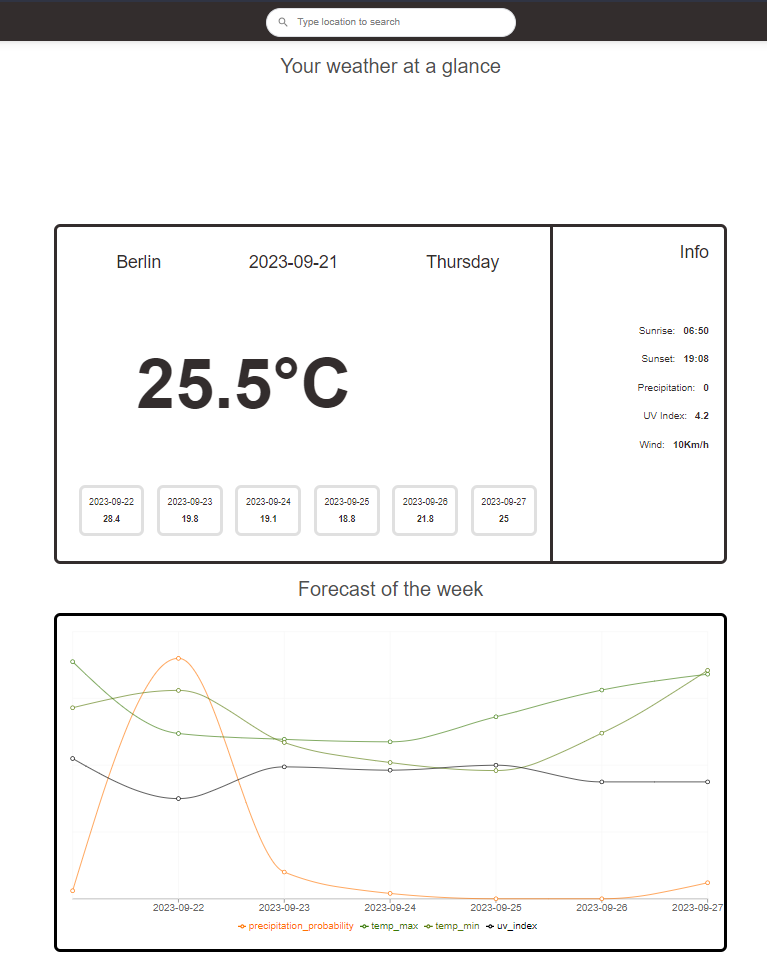 Type location to search
Your weather at a glance
Berlin 2023-09-21 Thursday
Info
Sunrise: 06:50
Sunset: 19:08
Precipitation: 0
UV Index: 4.2
Wind: 10Km/h
25.5°C
2023-09-22 2023-09-23 2023-09-24 2023-09-25 2023-09-26 2023-09-27
28.4 19.8 19.1 18.8 21.8 25
Forecast of the week
2023-09-22 2023-09-23 2023-09-24 2023-09-25 2023-09-26 2023-09-27
precipitation_probability temp_max temp_min uv_index